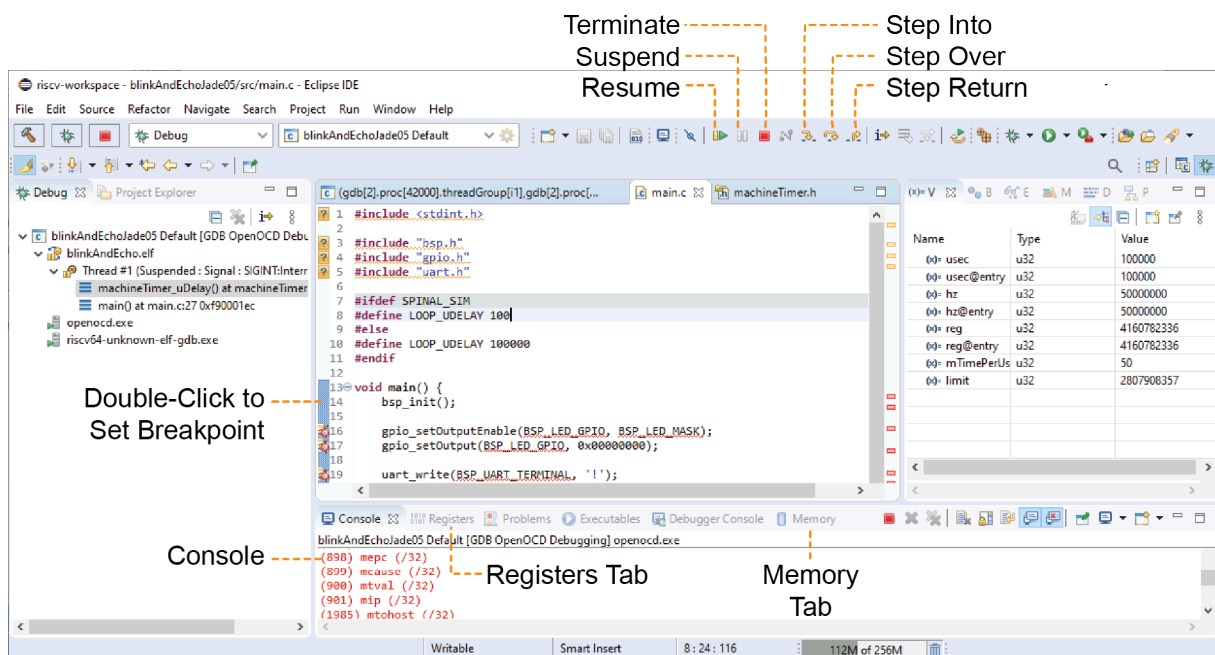 Terminate
Suspend
Resume
Step Into
Step Over
Step Return
riscv-workspace - blinkAndEchoJade05/src/main.c - Eclipse IDE
File Edit Source Refactor Navigate Search Project Run Window Help
Debug
blinkAndEchoJade05 Default
Debug
Project Explorer
blinkAndEchoJade05 Default [GDB OpenOCD Debu
blinkAndEcho.elf
Thread #1 (Suspended : Signal : SIGINT:Interr
machineTimer_uDelay() at machineTimer
main() at main.c:27 0xf90001ec
openocd.exe
riscv64-unknown-elf-gdb.exe
(gdb[2].proc[42000].threadGroup[i1],gdb[2].proc[...
main.c
machineTimer.h
1 #include <stdint.h>
2
3 #include "bsp.h"
4 #include "gpio.h"
5 #include "uart.h"
6
7 #ifdef SPINAL_SIM
8 #define LOOP_UDELAY 100
9 #else
10 #define LOOP_UDELAY 100000
11 #endif
12
13 void main() {
14 bsp_init();
15
16 gpio_setOutputEnable(BSP_LED_GPIO, BSP_LED_MASK);
17 gpio_setOutput(BSP_LED_GPIO, 0x00000000);
18
19 uart_write(BSP_UART_TERMINAL, '!');
Double-Click to
Set Breakpoint
(x)= V B E M D P
Name Type Value
(x)= usec u32 100000
(x)= usec@entry u32 100000
(x)= hz u32 50000000
(x)= hz@entry u32 50000000
(x)= reg u32 4160782336
(x)= reg@entry u32 4160782336
(x)= mTimePerUs u32 50
(x)= limit u32 2807908357
Console Registers Problems Executables Debugger Console Memory
blinkAndEchoJade05 Default [GDB OpenOCD Debugging] openocd.exe
(898) mepc (/32)
(899) mcause (/32)
(900) mtval (/32)
(901) mip (/32)
(1985) mtohost (/32)
Console
Registers Tab
Memory
Tab
Writable Smart Insert 8 : 24 : 116 112M of 256M